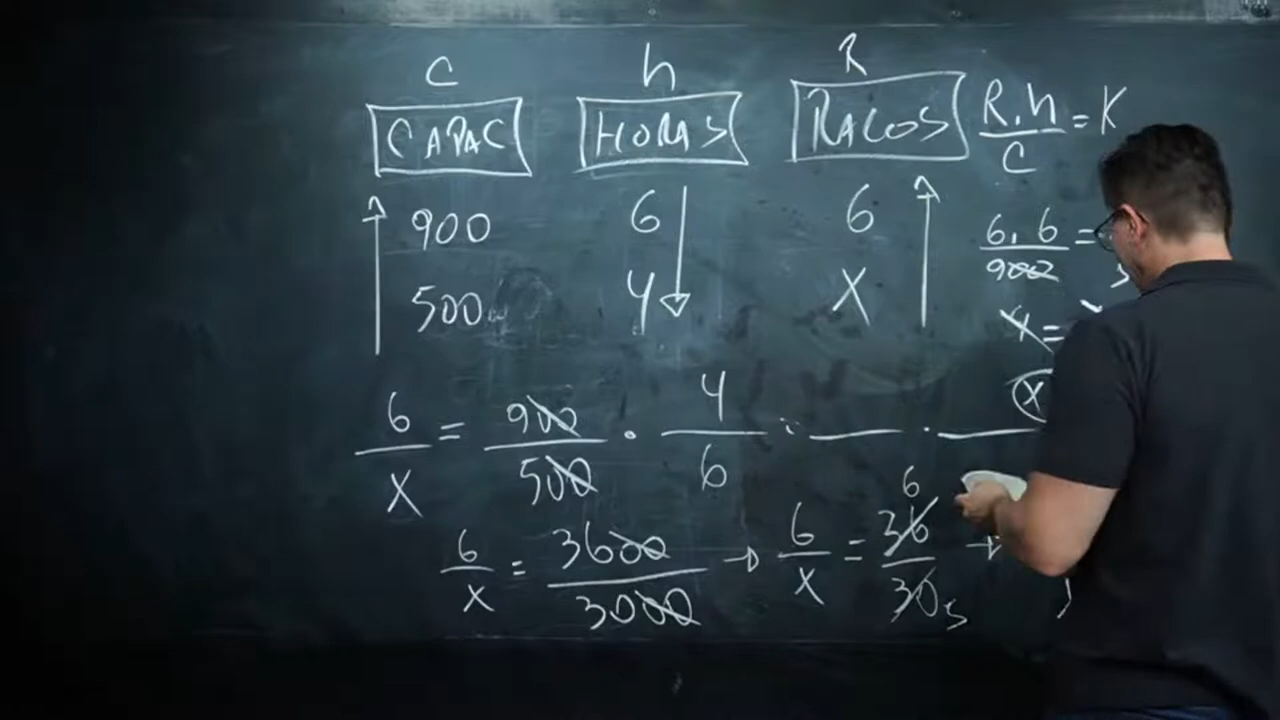 C h R
CAPAC HORAS RALOS R.h/C = K
900 6 6 6.6/900 =
500 4 X X =
6/X = 900/500 . 4/6 : . X
6/X = 3600/3000 → 6/X = 36/30 6 5 →